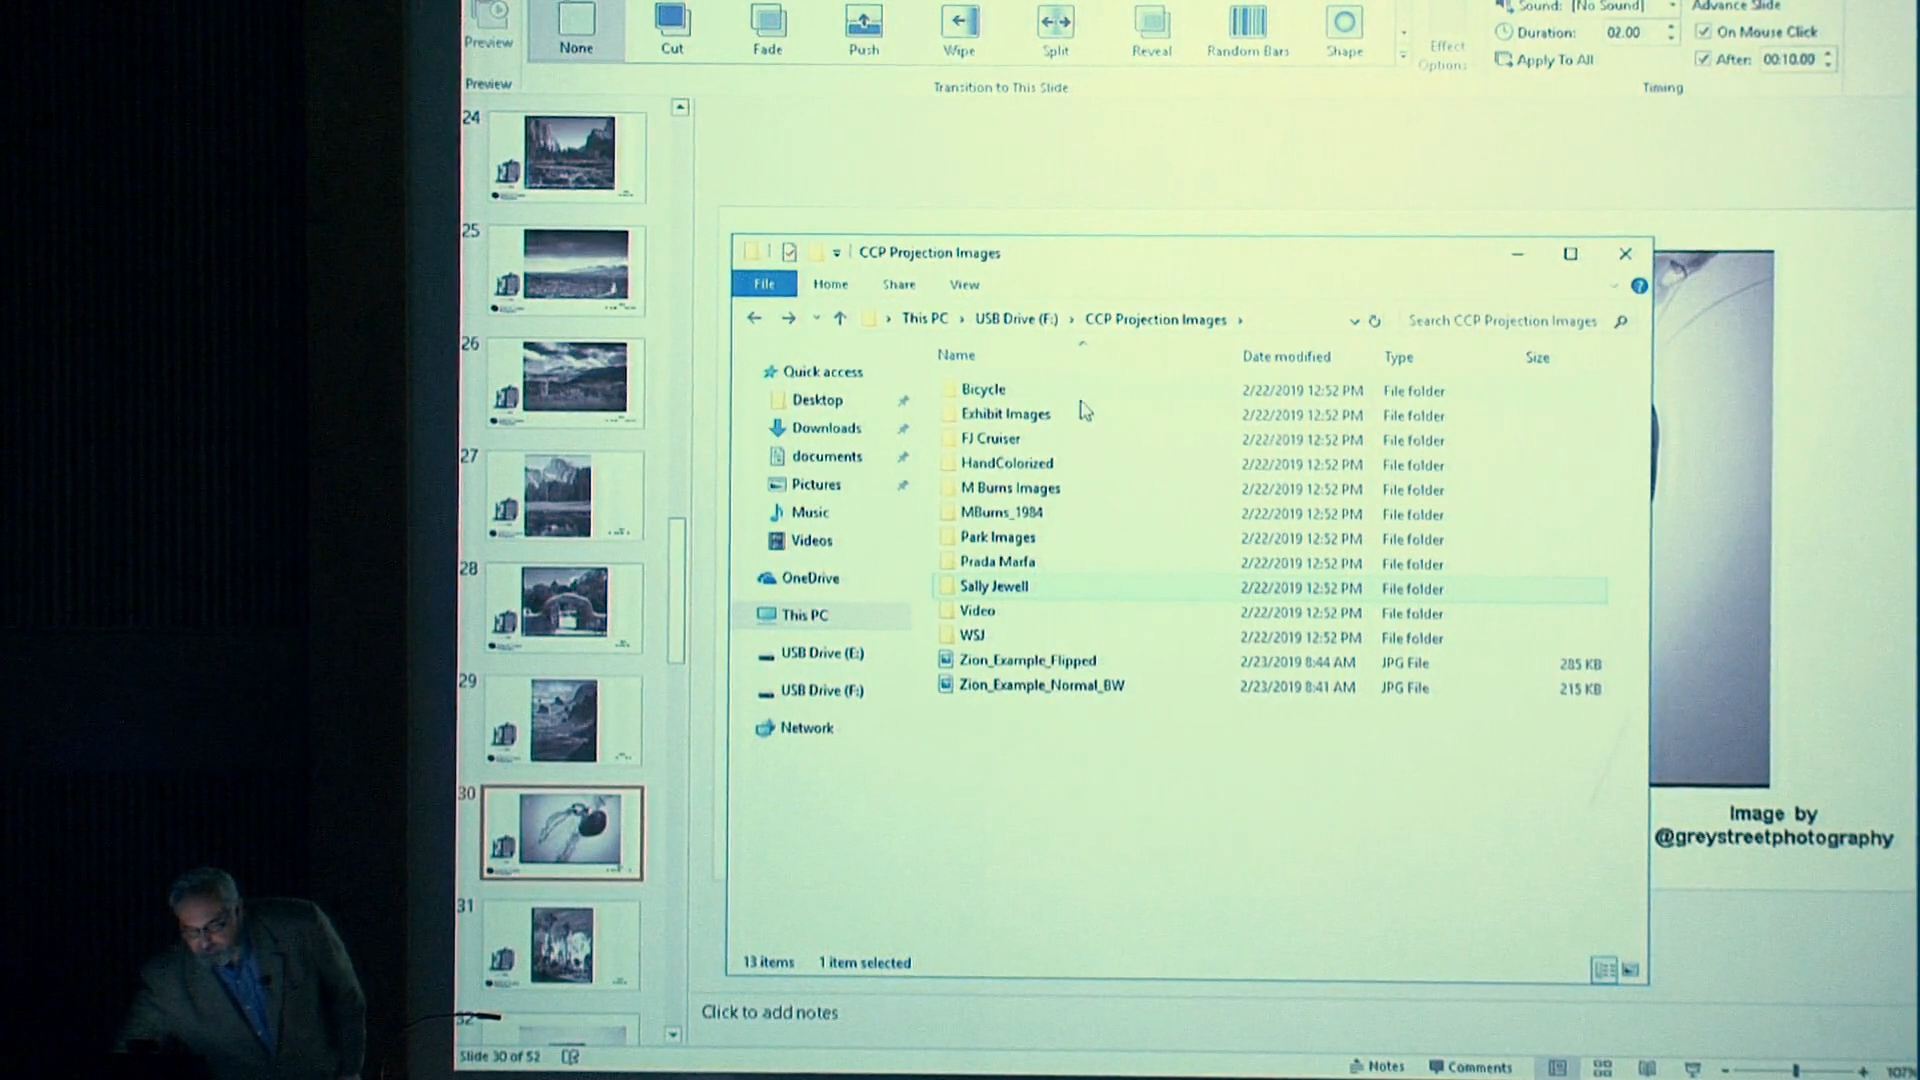 Preview
None
Cut
Fade
Push
Wipe
Split
Reveal
Random Bars
Shape
Effect
Options
Sound: [No Sound]
Duration: 02.00
Apply To All
Advance Slide
On Mouse Click
After: 00:10.00
Preview
Transition to This Slide
Timing
24
25
26
27
28
29
30
31
32
CCP Projection Images
File Home Share View
This PC › USB Drive (F:) › CCP Projection Images ›
Search CCP Projection Images
Name Date modified Type Size
Quick access
Desktop
Downloads
documents
Pictures
Music
Videos
OneDrive
This PC
USB Drive (E:)
USB Drive (F:)
Network
Bicycle 2/22/2019 12:52 PM File folder
Exhibit Images 2/22/2019 12:52 PM File folder
FJ Cruiser 2/22/2019 12:52 PM File folder
HandColorized 2/22/2019 12:52 PM File folder
M Burns Images 2/22/2019 12:52 PM File folder
MBurns_1984 2/22/2019 12:52 PM File folder
Park Images 2/22/2019 12:52 PM File folder
Prada Marfa 2/22/2019 12:52 PM File folder
Sally Jewell 2/22/2019 12:52 PM File folder
Video 2/22/2019 12:52 PM File folder
WSJ 2/22/2019 12:52 PM File folder
Zion_Example_Flipped 2/23/2019 8:44 AM JPG File 285 KB
Zion_Example_Normal_BW 2/23/2019 8:41 AM JPG File 215 KB
13 items 1 item selected
Image by
@greystreetphotography
Click to add notes
Slide 30 of 52
Notes
Comments
107%